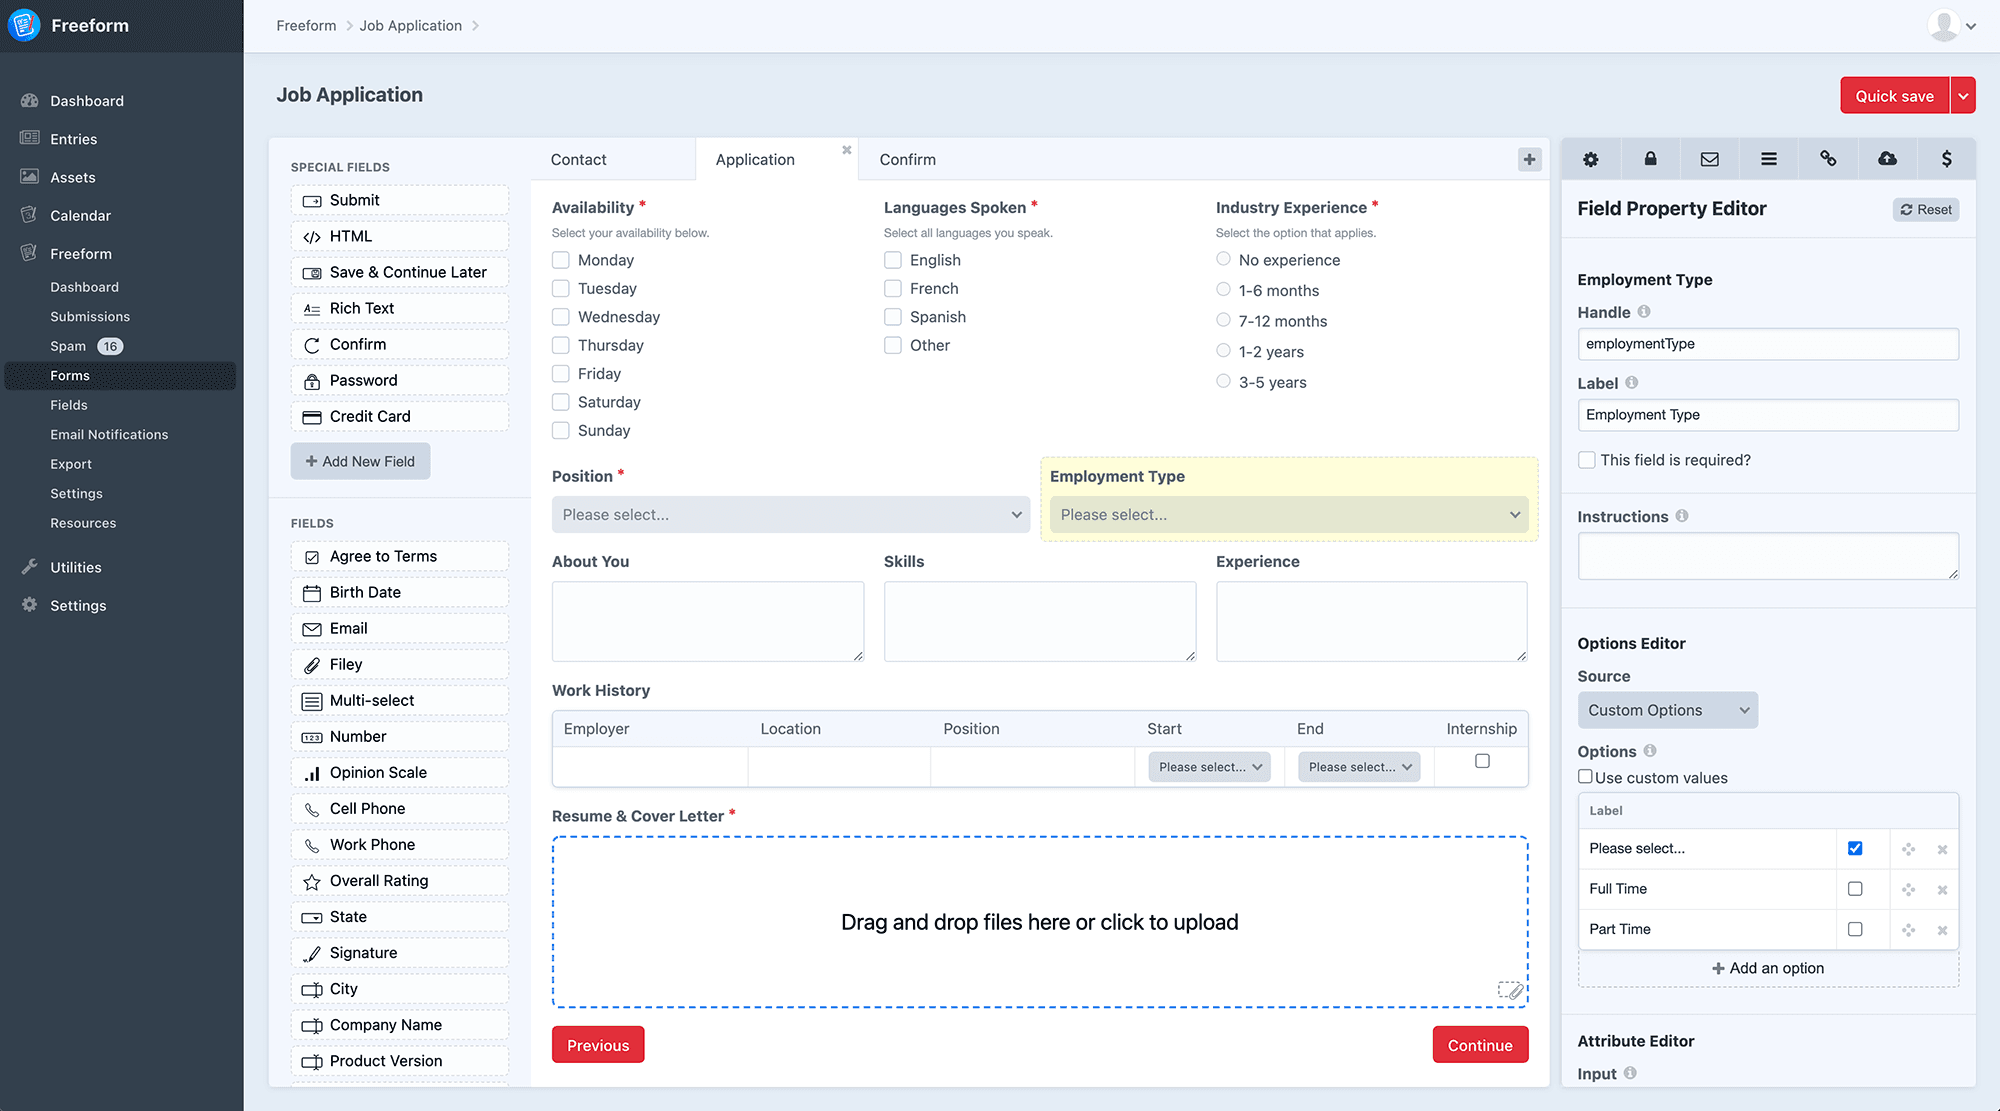 Freeform
Freeform
Job Application
Dashboard
Entries
Assets
Calendar
Freeform
Dashboard
Submissions
Spam 16
Forms
Fields
Email Notifications
Export
Settings
Resources
Utilities
Settings
Job Application
Quick save
SPECIAL FIELDS
Submit
HTML
Save & Continue Later
Rich Text
Confirm
Password
Credit Card
+ Add New Field
FIELDS
Agree to Terms
Birth Date
Email
Filey
Multi-select
Number
Opinion Scale
Cell Phone
Work Phone
Overall Rating
State
Signature
City
Company Name
Product Version
Contact
Application
Confirm
Availability *
Select your availability below.
Monday
Tuesday
Wednesday
Thursday
Friday
Saturday
Sunday
Languages Spoken *
Select all languages you speak.
English
French
Spanish
Other
Industry Experience *
Select the option that applies.
No experience
1-6 months
7-12 months
1-2 years
3-5 years
Position *
Please select...
Employment Type
Please select...
About You
Skills
Experience
Work History
Employer Location Position Start End Internship
Please select... Please select...
Resume & Cover Letter *
Drag and drop files here or click to upload
Previous
Continue
Field Property Editor
Reset
Employment Type
Handle
employmentType
Label
Employment Type
This field is required?
Instructions
Options Editor
Source
Custom Options
Options
Use custom values
Label
Please select...
Full Time
Part Time
+ Add an option
Attribute Editor
Input